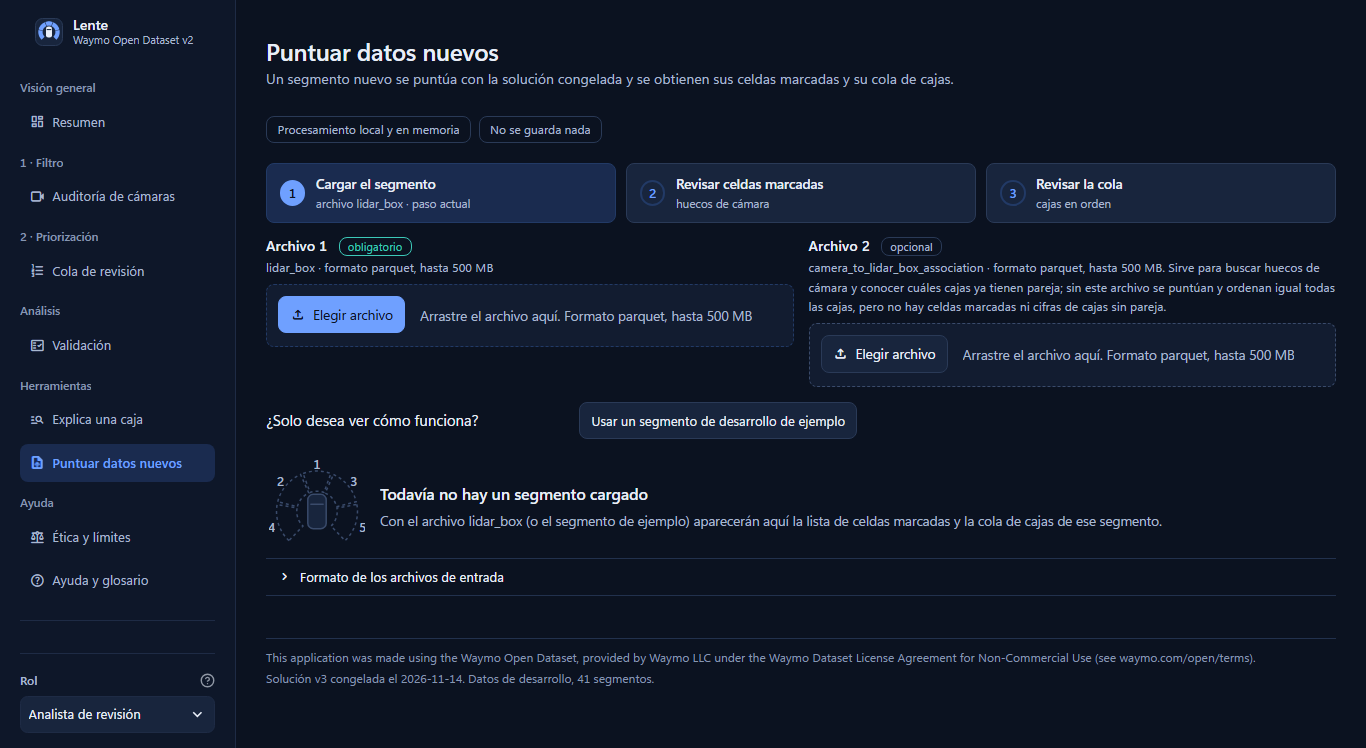 Lente
Waymo Open Dataset v2
Visión general
Resumen
1 · Filtro
Auditoría de cámaras
2 · Priorización
Cola de revisión
Análisis
Validación
Herramientas
Explica una caja
Puntuar datos nuevos
Ayuda
Ética y límites
Ayuda y glosario
Rol
Analista de revisión
Puntuar datos nuevos
Un segmento nuevo se puntúa con la solución congelada y se obtienen sus celdas marcadas y su cola de cajas.
Procesamiento local y en memoria
No se guarda nada
1
Cargar el segmento
archivo lidar_box · paso actual
2
Revisar celdas marcadas
huecos de cámara
3
Revisar la cola
cajas en orden
Archivo 1 obligatorio
lidar_box · formato parquet, hasta 500 MB
Elegir archivo
Arrastre el archivo aquí. Formato parquet, hasta 500 MB
Archivo 2 opcional
camera_to_lidar_box_association · formato parquet, hasta 500 MB. Sirve para buscar huecos de
cámara y conocer cuáles cajas ya tienen pareja; sin este archivo se puntúan y ordenan igual todas
las cajas, pero no hay celdas marcadas ni cifras de cajas sin pareja.
Elegir archivo
Arrastre el archivo aquí. Formato parquet, hasta 500 MB
¿Solo desea ver cómo funciona?
Usar un segmento de desarrollo de ejemplo
1
2
3
4
5
Todavía no hay un segmento cargado
Con el archivo lidar_box (o el segmento de ejemplo) aparecerán aquí la lista de celdas marcadas y la cola de cajas de ese segmento.
Formato de los archivos de entrada
This application was made using the Waymo Open Dataset, provided by Waymo LLC under the Waymo Dataset License Agreement for Non-Commercial Use (see waymo.com/open/terms).
Solución v3 congelada el 2026-11-14. Datos de desarrollo, 41 segmentos.